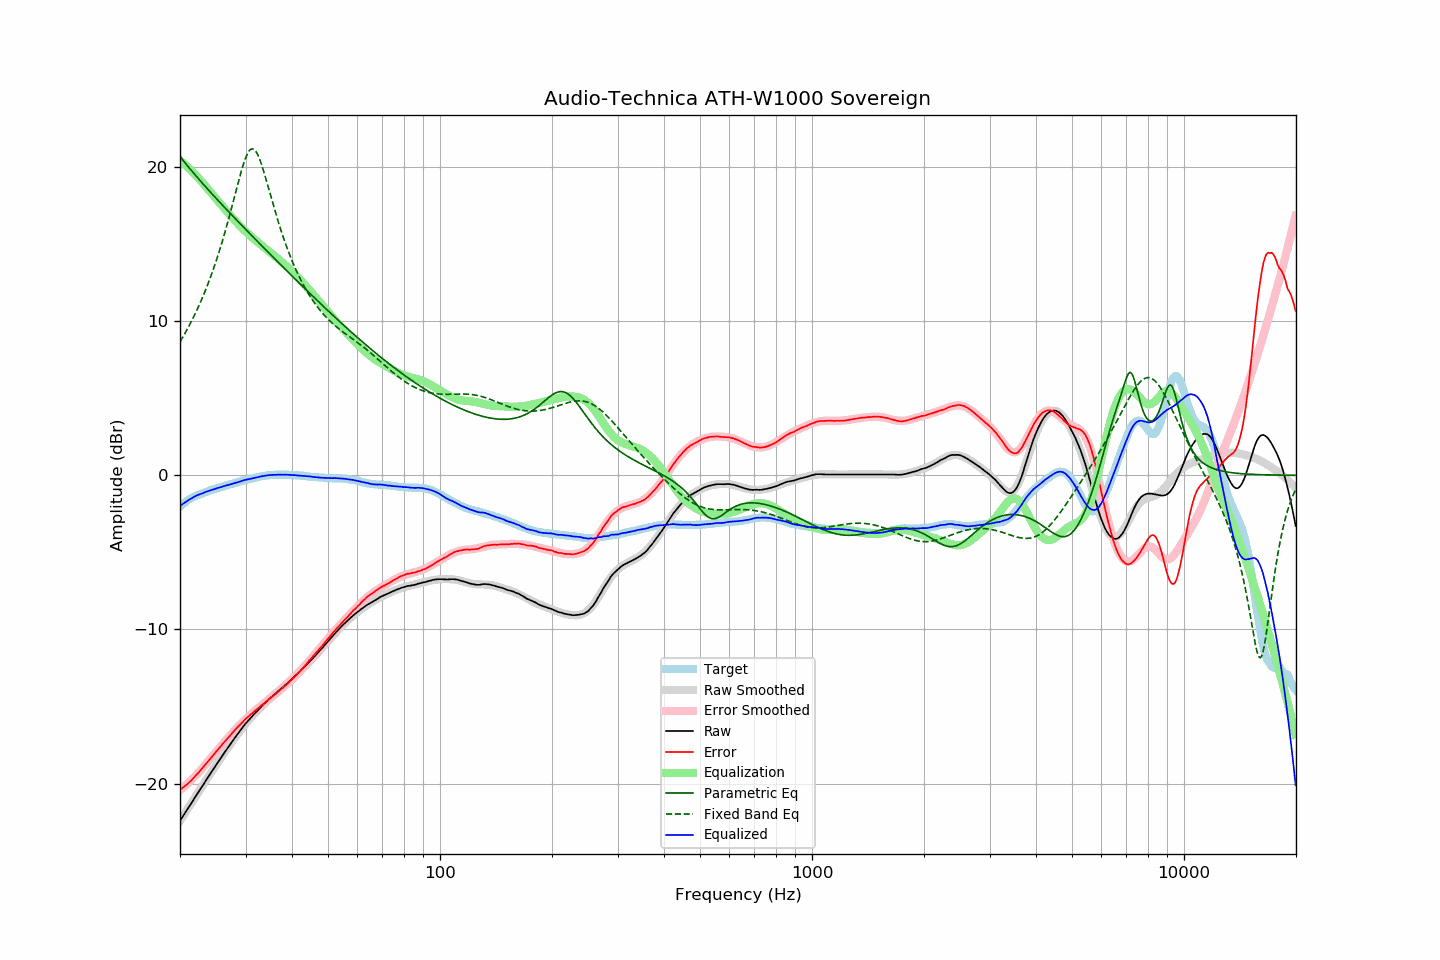 Audio-Technica ATH-W1000 Sovereign
20
10
0
−10
−20
Amplitude (dBr)
Target
Raw Smoothed
Error Smoothed
Raw
Error
Equalization
Parametric Eq
Fixed Band Eq
Equalized
100
1000
10000
Frequency (Hz)